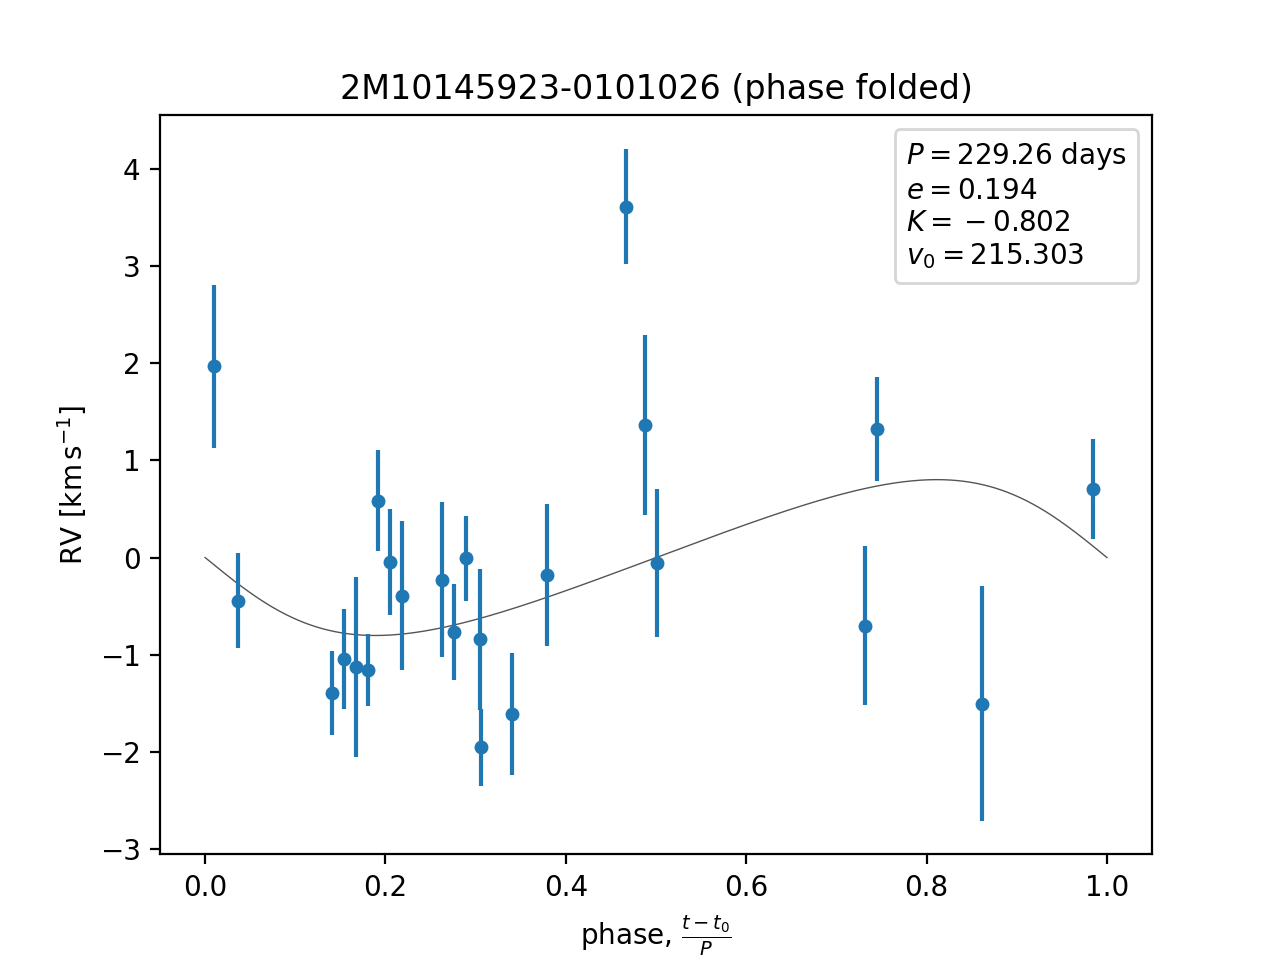 2M10145923-0101026 (phase folded)
P = 229.26 days
e = 0.194
K = −0.802
v₀ = 215.303
4
3
2
1
0
−1
−2
−3
RV [km s⁻¹]
0.0 0.2 0.4 0.6 0.8 1.0
phase, (t − t₀)/P